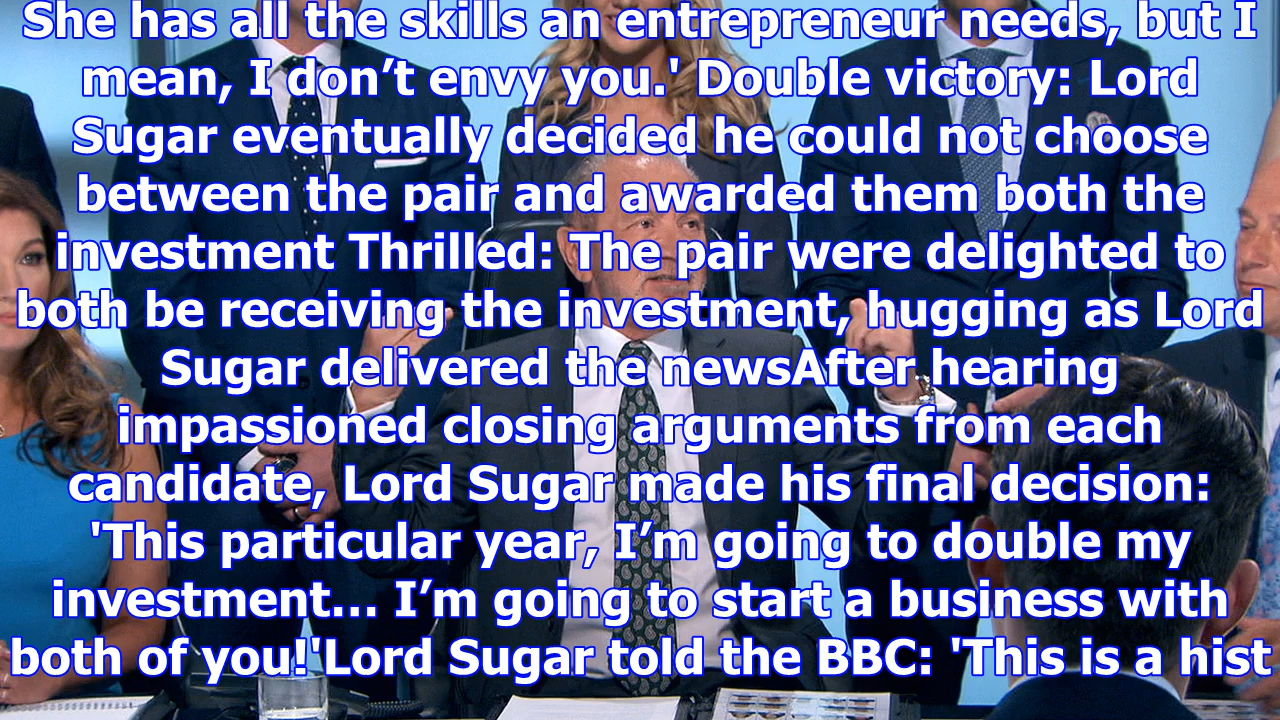 She has all the skills an entrepreneur needs, but I
mean, I don’t envy you.' Double victory: Lord
Sugar eventually decided he could not choose
between the pair and awarded them both the
investment Thrilled: The pair were delighted to
both be receiving the investment, hugging as Lord
Sugar delivered the newsAfter hearing
impassioned closing arguments from each
candidate, Lord Sugar made his final decision:
'This particular year, I’m going to double my
investment... I’m going to start a business with
both of you!'Lord Sugar told the BBC: 'This is a hist